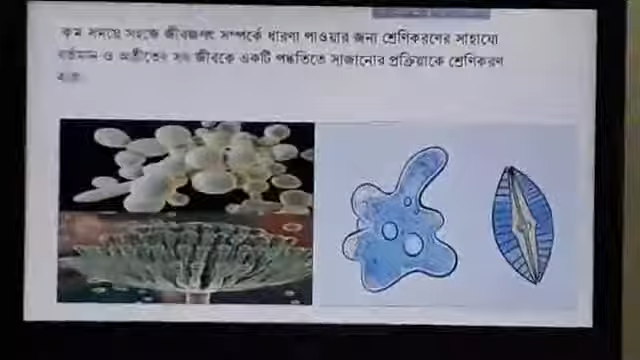 কম সময়ে সহজে জীবজগৎ সম্পর্কে ধারণা পাওয়ার জন্য শ্রেণিকরণের সাহায্যে
বর্তমান ও অতীতের সব জীবকে একটি পদ্ধতিতে সাজানোর প্রক্রিয়াকে শ্রেণিকরণ
বলে